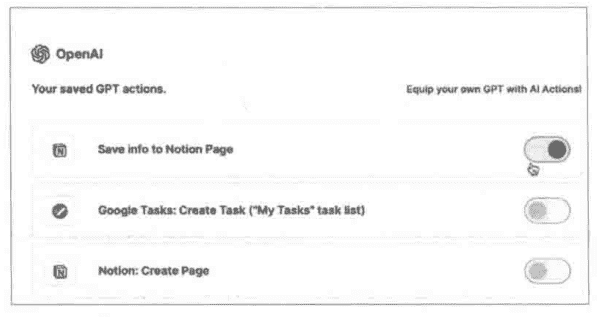 OpenAI
Your saved GPT actions.
Equip your own GPT with AI Actions!
Save info to Notion Page
Google Tasks: Create Task ("My Tasks" task list)
Notion: Create Page